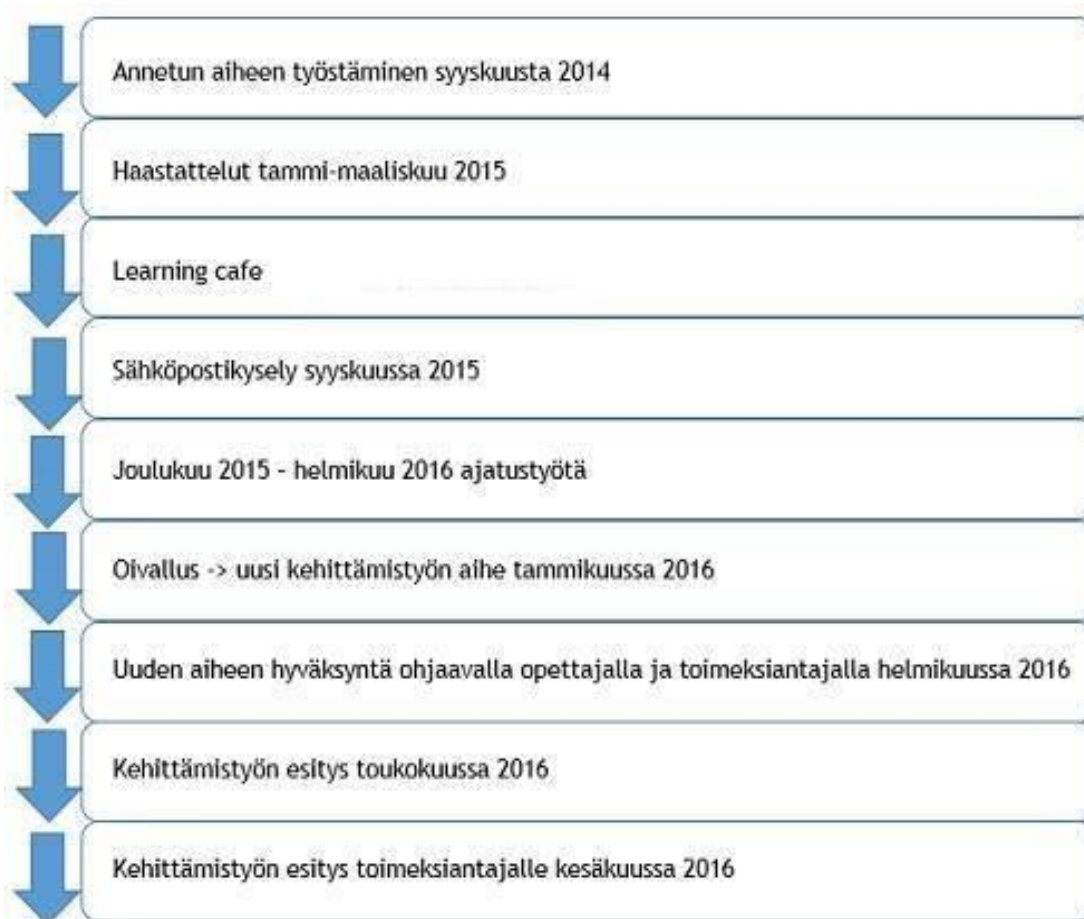 Annetun aiheen työstäminen syyskuusta 2014
Haastattelut tammi-maaliskuu 2015
Learning cafe
Sähköpostikysely syyskuussa 2015
Joulukuu 2015 - helmikuu 2016 ajatustyötä
Oivallus -> uusi kehittämistyön aihe tammikuussa 2016
Uuden aiheen hyväksyntä ohjaavalla opettajalla ja toimeksiantajalla helmikuussa 2016
Kehittämistyön esitys toukokuussa 2016
Kehittämistyön esitys toimeksiantajalle kesäkuussa 2016